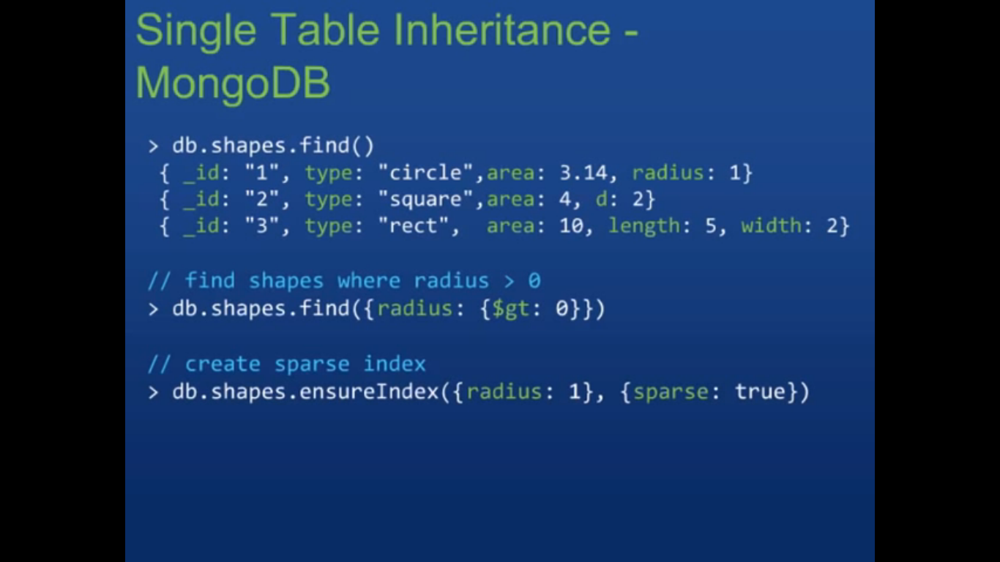 Single Table Inheritance -
MongoDB
> db.shapes.find()
{ _id: "1", type: "circle",area: 3.14, radius: 1}
{ _id: "2", type: "square",area: 4, d: 2}
{ _id: "3", type: "rect",  area: 10, length: 5, width: 2}
// find shapes where radius > 0
> db.shapes.find({radius: {$gt: 0}})
// create sparse index
> db.shapes.ensureIndex({radius: 1}, {sparse: true})